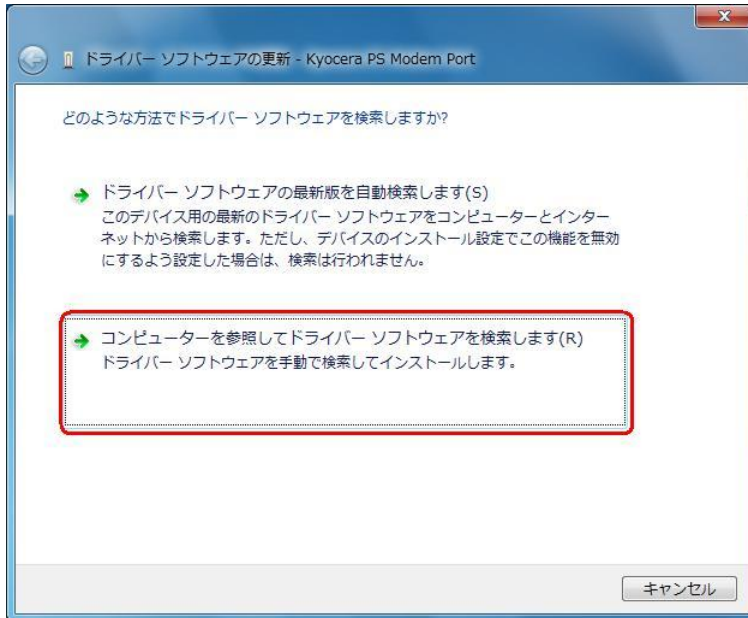 ドライバー ソフトウェアの更新 - Kyocera PS Modem Port
どのような方法でドライバー ソフトウェアを検索しますか?
ドライバー ソフトウェアの最新版を自動検索します(S)
このデバイス用の最新のドライバー ソフトウェアをコンピューターとインター
ネットから検索します。ただし、デバイスのインストール設定でこの機能を無効
にするよう設定した場合は、検索は行われません。
コンピューターを参照してドライバー ソフトウェアを検索します(R)
ドライバー ソフトウェアを手動で検索してインストールします。
キャンセル